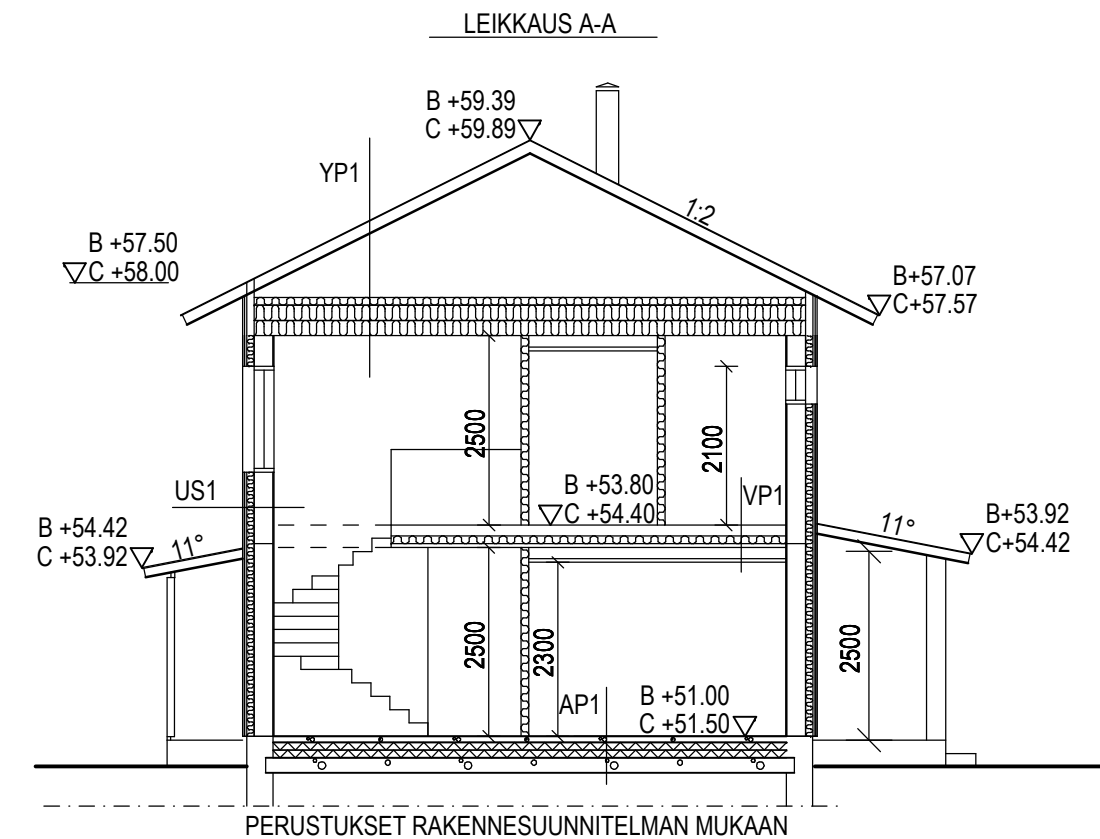 LEIKKAUS A-A
B +59.39
C +59.89
YP1
1:2
B +57.50
C +58.00
B+57.07
C+57.57
2500
2100
US1
B +53.80
C +54.40
VP1
B +54.42
C +53.92
11°
11°
B+53.92
C+54.42
2500
2300
2500
AP1
B +51.00
C +51.50
PERUSTUKSET RAKENNESUUNNITELMAN MUKAAN